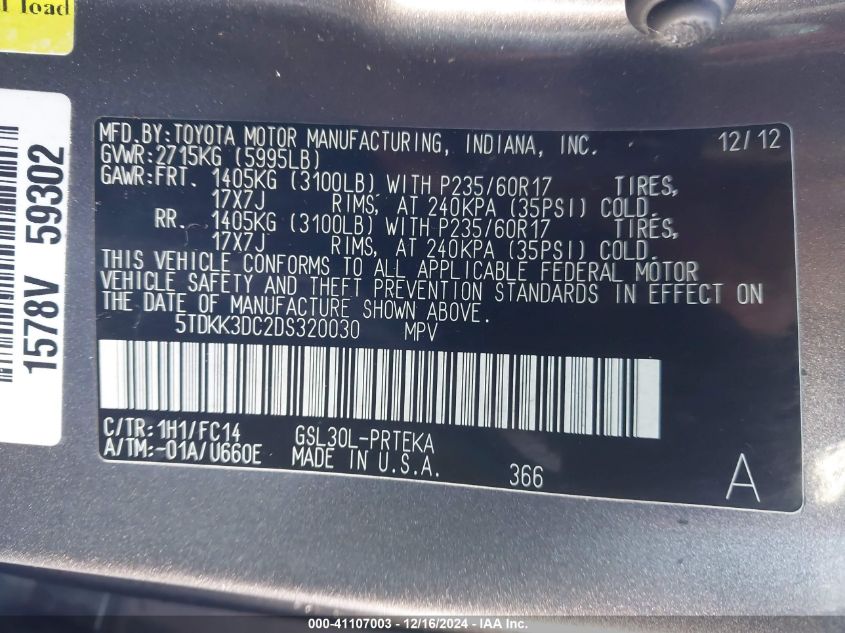 l load
1578V 59302
MFD.BY:TOYOTA MOTOR MANUFACTURING, INDIANA, INC. 12/12
GVWR:2715KG (5995LB)
GAWR:FRT. 1405KG (3100LB) WITH P235/60R17 TIRES,
17X7J RIMS, AT 240KPA (35PSI) COLD.
RR. 1405KG (3100LB) WITH P235/60R17 TIRES,
17X7J RIMS, AT 240KPA (35PSI) COLD.
THIS VEHICLE CONFORMS TO ALL APPLICABLE FEDERAL MOTOR
VEHICLE SAFETY AND THEFT PREVENTION STANDARDS IN EFFECT ON
THE DATE OF MANUFACTURE SHOWN ABOVE.
5TDKK3DC2DS320030 MPV
C/TR:1H1/FC14 GSL30L-PRTEKA
A/TM:-01A/U660E MADE IN U.S.A.
366 A
000-41107003 - 12/16/2024 - IAA, Inc.